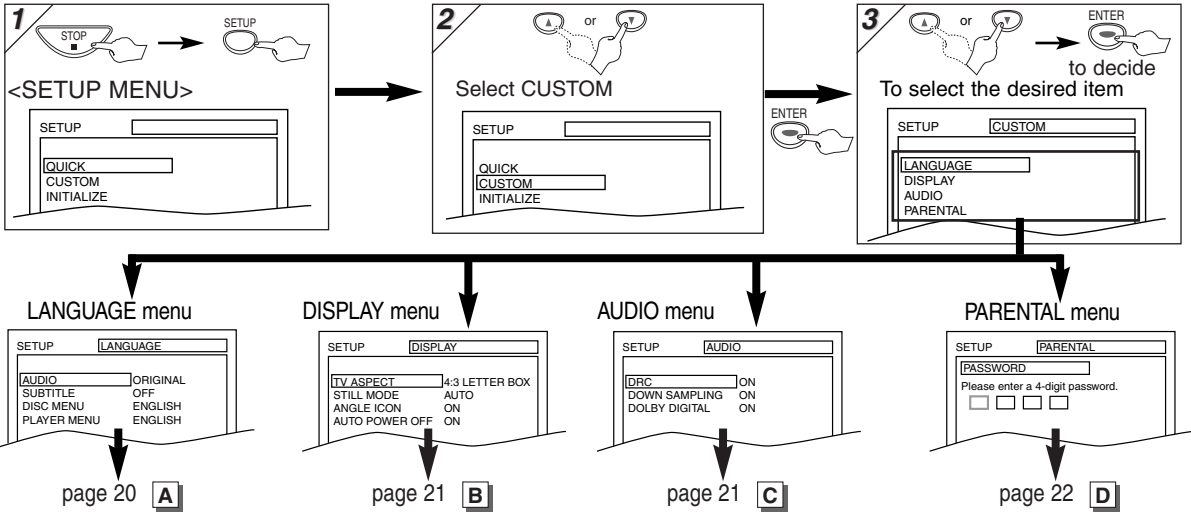 1
STOP
SETUP
<SETUP MENU>
SETUP
QUICK
CUSTOM
INITIALIZE
2
or
Select CUSTOM
SETUP
QUICK
CUSTOM
INITIALIZE
ENTER
3
or
ENTER
to decide
To select the desired item
SETUP CUSTOM
LANGUAGE
DISPLAY
AUDIO
PARENTAL
LANGUAGE menu
SETUP LANGUAGE
AUDIO ORIGINAL
SUBTITLE OFF
DISC MENU ENGLISH
PLAYER MENU ENGLISH
page 20 A
DISPLAY menu
SETUP DISPLAY
TV ASPECT 4:3 LETTER BOX
STILL MODE AUTO
ANGLE ICON ON
AUTO POWER OFF ON
page 21 B
AUDIO menu
SETUP AUDIO
DRC ON
DOWN SAMPLING ON
DOLBY DIGITAL ON
page 21 C
PARENTAL menu
SETUP PARENTAL
PASSWORD
Please enter a 4-digit password.
page 22 D